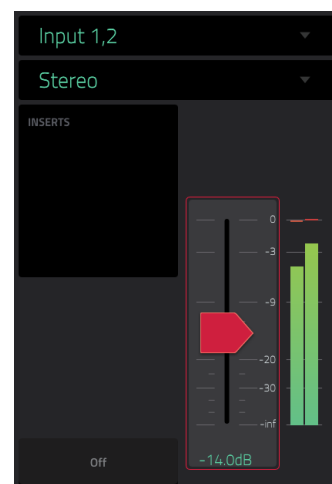 Input 1,2
Stereo
INSERTS
0
-3
-9
-20
-30
-inf
Off
-14.0dB